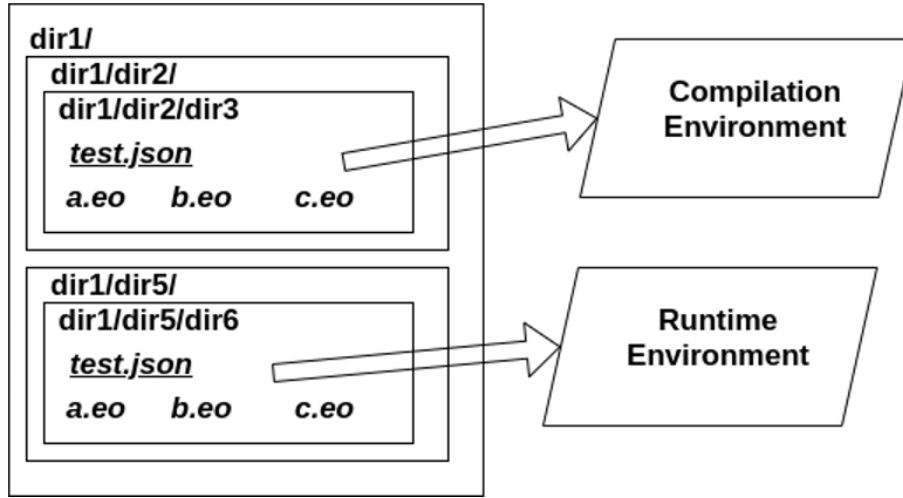 dir1/
dir1/dir2/
dir1/dir2/dir3
test.json
a.eo b.eo c.eo
Compilation
Environment
dir1/dir5/
dir1/dir5/dir6
test.json
a.eo b.eo c.eo
Runtime
Environment